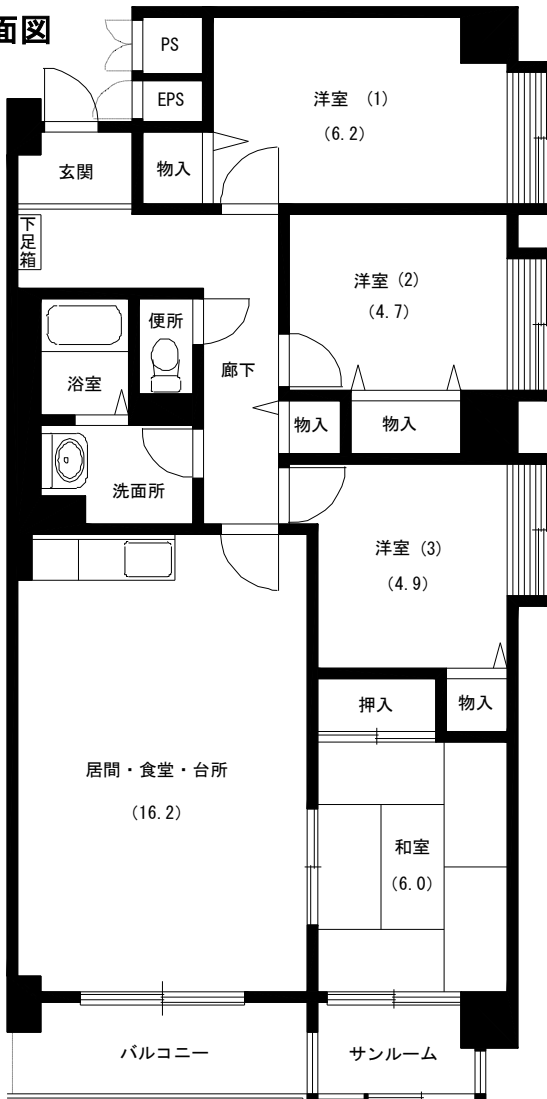 面図
PS
EPS
洋室 (1)
(6.2)
玄関
物入
下足箱
洋室 (2)
(4.7)
便所
廊下
浴室
物入
物入
洗面所
洋室 (3)
(4.9)
押入
物入
居間・食堂・台所
(16.2)
和室
(6.0)
バルコニー
サンルーム